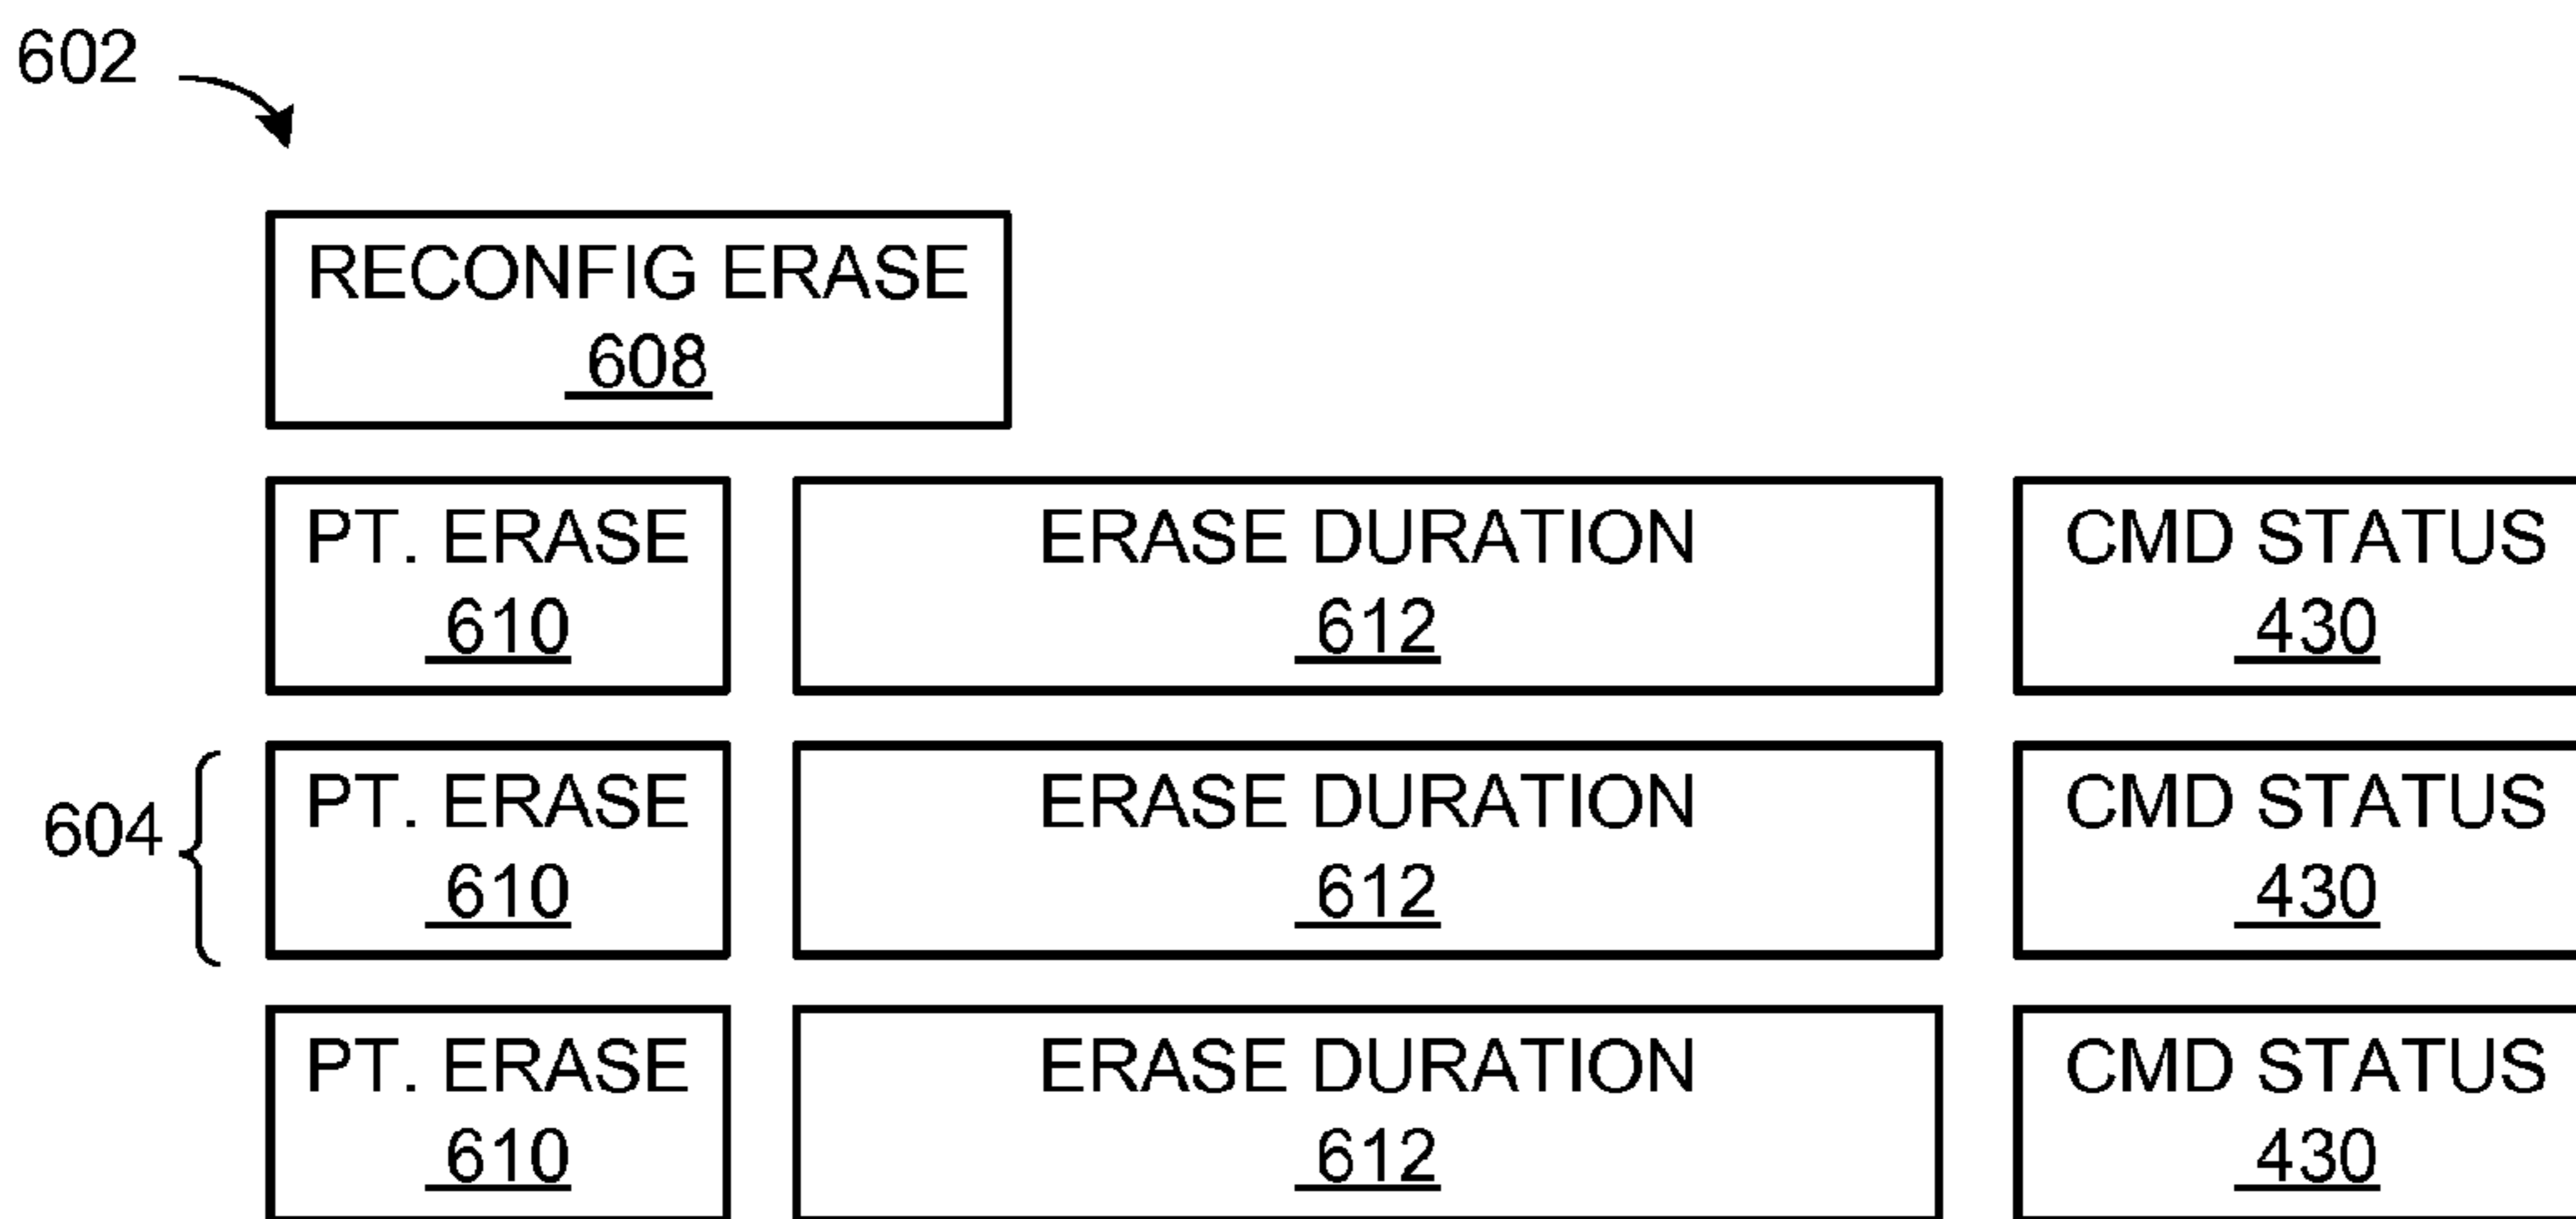 602
RECONFIG ERASE
608
PT. ERASE ERASE DURATION CMD STATUS
610 612 430
604
PT. ERASE ERASE DURATION CMD STATUS
610 612 430
PT. ERASE ERASE DURATION CMD STATUS
610 612 430